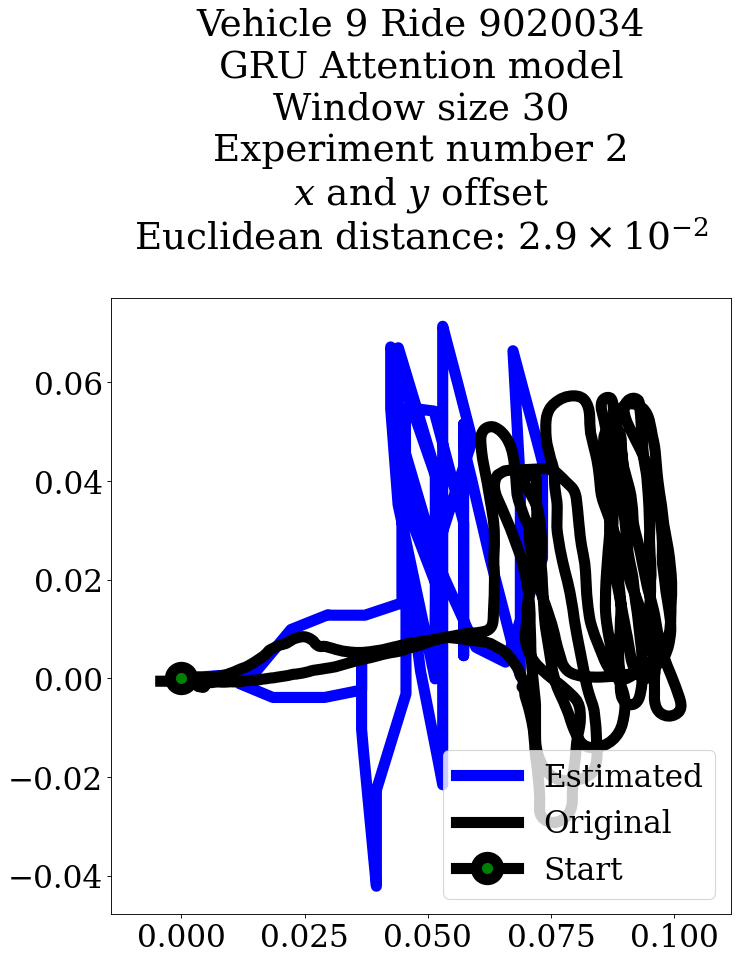 Vehicle 9 Ride 9020034
GRU Attention model
Window size 30
Experiment number 2
x and y offset
Euclidean distance: 2.9 × 10⁻²
0.06
0.04
0.02
0.00
−0.02
−0.04
Estimated
Original
Start
0.000 0.025 0.050 0.075 0.100